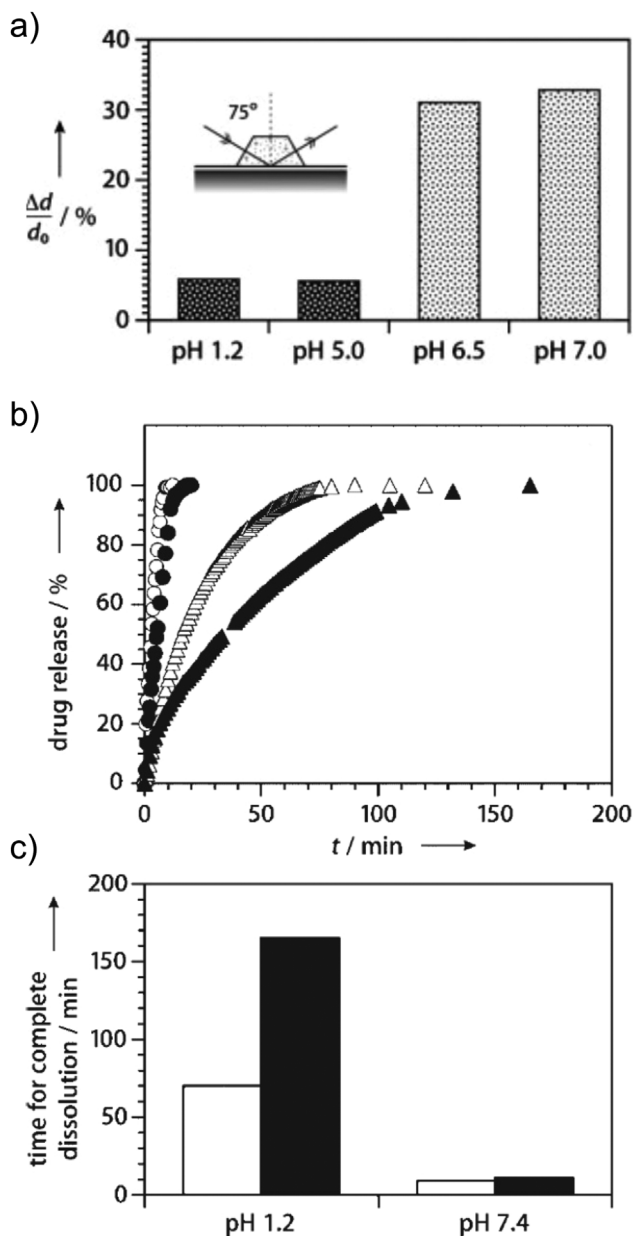 a)
40
30
20
10
0
Δd
d₀ / %
75°
pH 1.2 pH 5.0 pH 6.5 pH 7.0
b)
100
80
60
40
20
0
drug release / %
0 50 100 150 200
t / min
c)
200
150
100
50
0
time for complete
dissolution / min
pH 1.2 pH 7.4